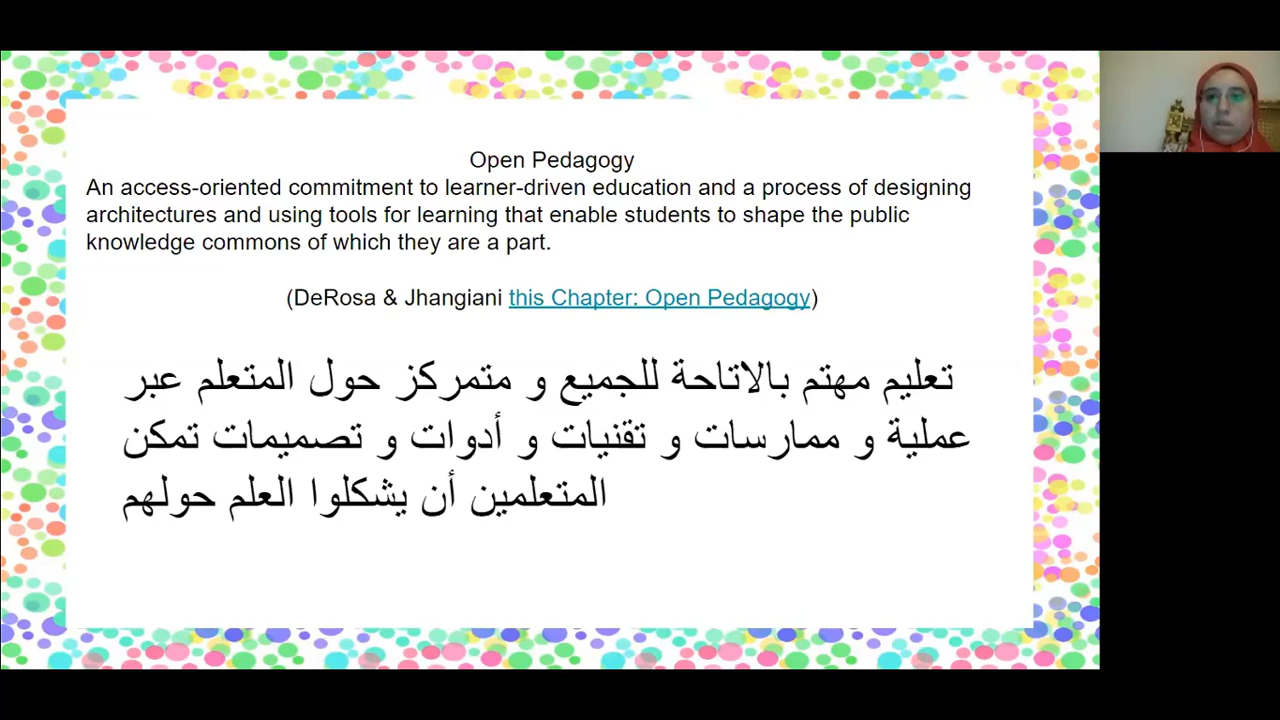 Open Pedagogy
An access-oriented commitment to learner-driven education and a process of designing
architectures and using tools for learning that enable students to shape the public
knowledge commons of which they are a part.
(DeRosa & Jhangiani this Chapter: Open Pedagogy)
تعليم مهتم بالاتاحة للجميع و متمركز حول المتعلم عبر
عملية و ممارسات و تقنيات و أدوات و تصميمات تمكن
المتعلمين أن يشكلوا العلم حولهم